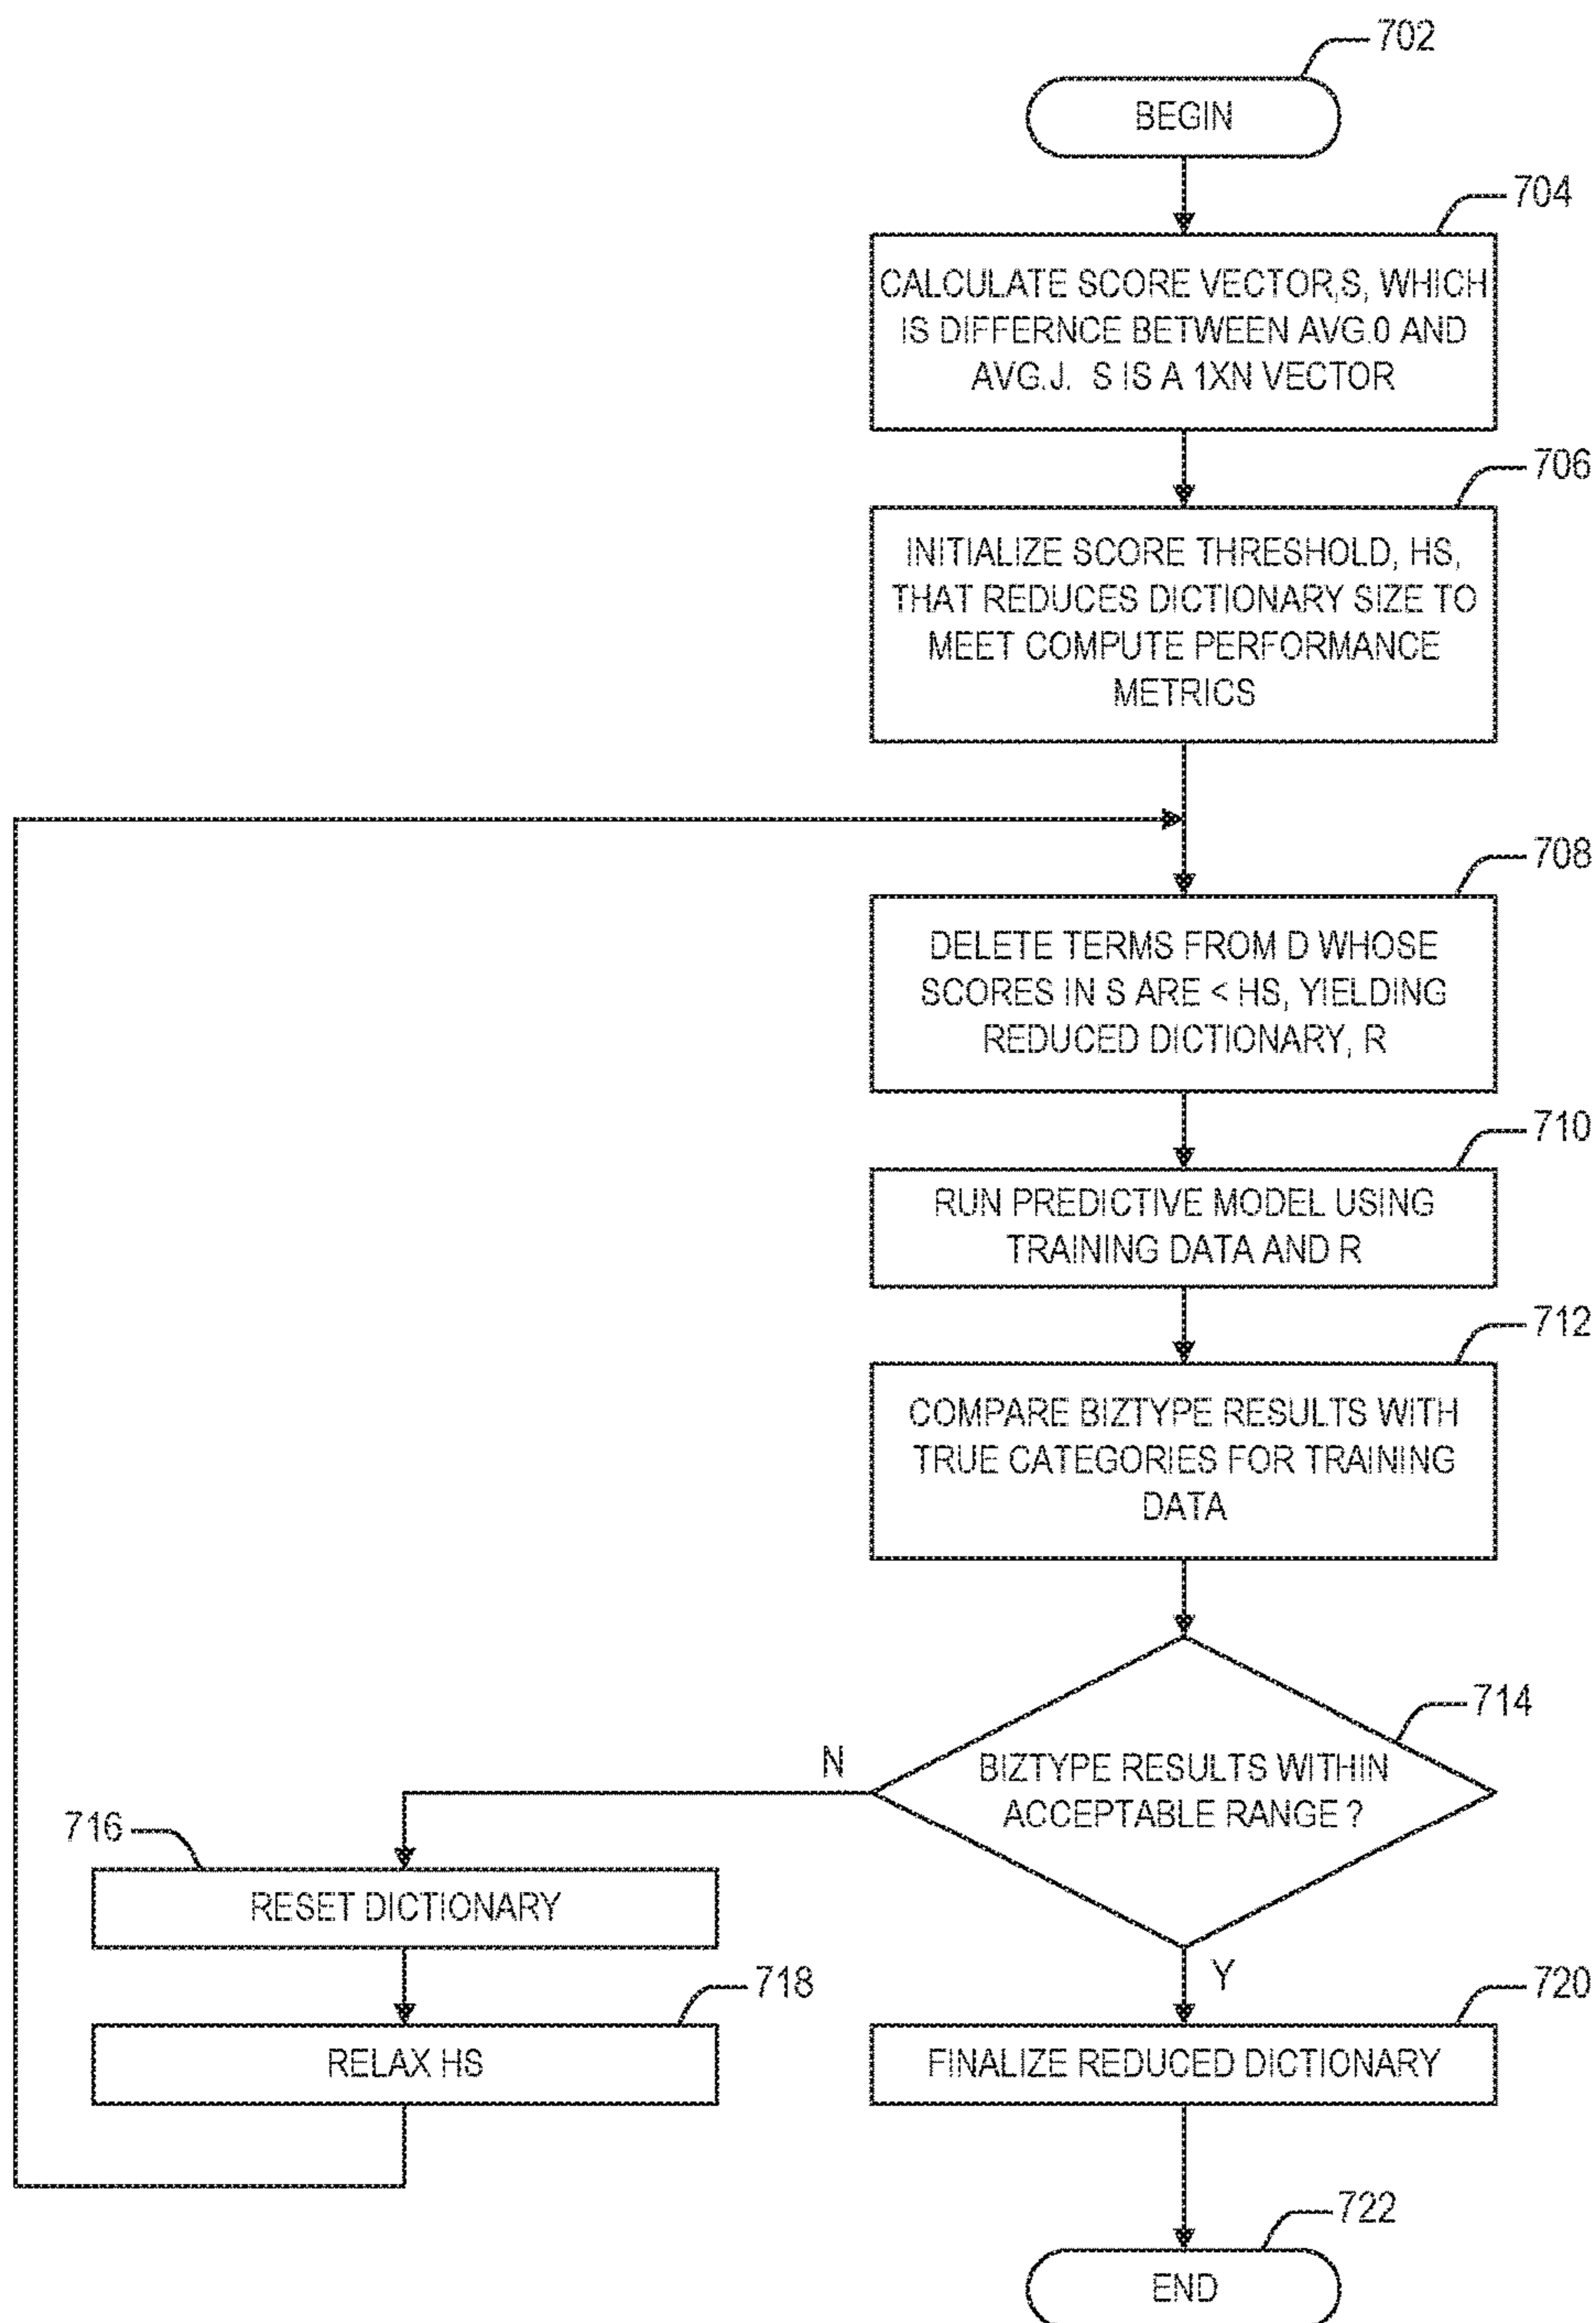 702
BEGIN
704
CALCULATE SCORE VECTOR,S, WHICH
IS DIFFERNCE BETWEEN AVG.0 AND
AVG.J. S IS A 1XN VECTOR
706
INITIALIZE SCORE THRESHOLD, HS,
THAT REDUCES DICTIONARY SIZE TO
MEET COMPUTE PERFORMANCE
METRICS
708
DELETE TERMS FROM D WHOSE
SCORES IN S ARE < HS, YIELDING
REDUCED DICTIONARY, R
710
RUN PREDICTIVE MODEL USING
TRAINING DATA AND R
712
COMPARE BIZTYPE RESULTS WITH
TRUE CATEGORIES FOR TRAINING
DATA
714
BIZTYPE RESULTS WITHIN
ACCEPTABLE RANGE ?
N
716
RESET DICTIONARY
718
RELAX HS
Y
720
FINALIZE REDUCED DICTIONARY
722
END